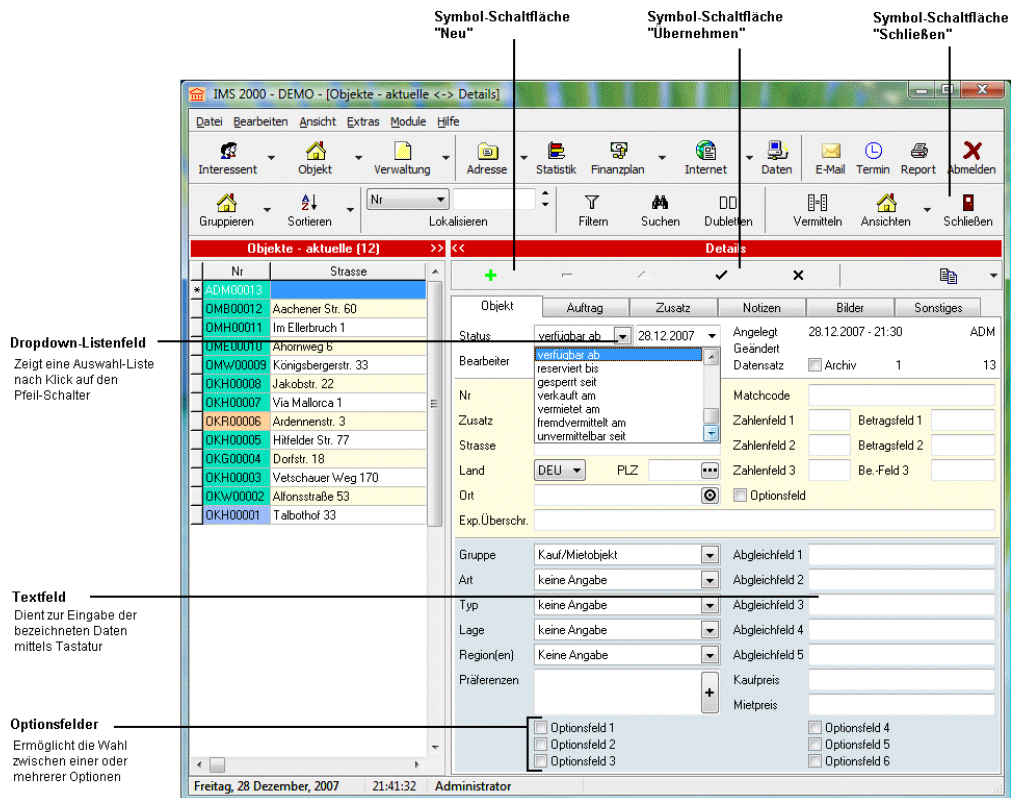 Symbol-Schaltfläche
"Neu"
Symbol-Schaltfläche
"Übernehmen"
Symbol-Schaltfläche
"Schließen"
IMS 2000 - DEMO - [Objekte - aktuelle <-> Details]
Datei Bearbeiten Ansicht Extras Module Hilfe
Interessent Objekt Verwaltung Adresse Statistik Finanzplan Internet Daten E-Mail Termin Report Abmelden
Nr
Gruppieren Sortieren Lokalisieren Filtern Suchen Dubletten Vermitteln Ansichten Schließen
Objekte - aktuelle (12) >> << Details
Nr Strasse
* ADM00013
OMB00012 Aachener Str. 60
OMH00011 Im Ellerbruch 1
OME00010 Ahornweg 6
OMW00009 Königsbergerstr. 33
OKH00008 Jakobstr. 22
OKH00007 Via Mallorca 1
OKR00006 Ardennenstr. 3
OKH00005 Hitfelder Str. 77
OKG00004 Dorfstr. 18
OKH00003 Vetschauer Weg 170
OKW00002 Alfonsstraße 53
OKH00001 Talbothof 33
Objekt Auftrag Zusatz Notizen Bilder Sonstiges
Status verfügbar ab 28.12.2007 Angelegt 28.12.2007 - 21:30 ADM
Geändert
Bearbeiter Datensatz Archiv 1 13
verfügbar ab
reserviert bis
gesperrt seit
verkauft am
vermietet am
fremdvermittelt am
unvermittelbar seit
Nr Matchcode
Zusatz Zahlenfeld 1 Betragsfeld 1
Strasse Zahlenfeld 2 Betragsfeld 2
Land DEU PLZ Zahlenfeld 3 Be.-Feld 3
Ort Optionsfeld
Exp.Überschr.
Gruppe Kauf/Mietobjekt Abgleichfeld 1
Art keine Angabe Abgleichfeld 2
Typ keine Angabe Abgleichfeld 3
Lage keine Angabe Abgleichfeld 4
Region(en) Keine Angabe Abgleichfeld 5
Präferenzen Kaufpreis
Mietpreis
Optionsfeld 1 Optionsfeld 4
Optionsfeld 2 Optionsfeld 5
Optionsfeld 3 Optionsfeld 6
Freitag, 28 Dezember, 2007 21:41:32 Administrator
Dropdown-Listenfeld
Zeigt eine Auswahl-Liste
nach Klick auf den
Pfeil-Schalter
Textfeld
Dient zur Eingabe der
bezeichneten Daten
mittels Tastatur
Optionsfelder
Ermöglicht die Wahl
zwischen einer oder
mehrerer Optionen